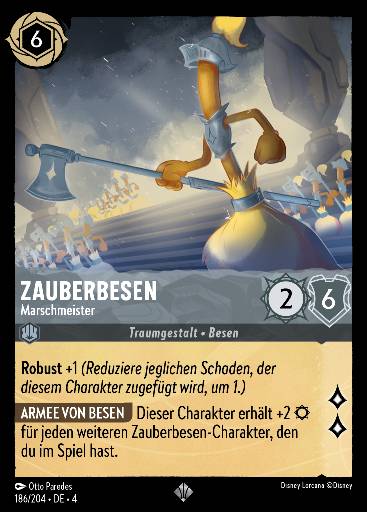 6
ZAUBERBESEN
Marschmeister
2
6
Traumgestalt • Besen
Robust +1 (Reduziere jeglichen Schaden, der
diesem Charakter zugefügt wird, um 1.)
ARMEE VON BESEN Dieser Charakter erhält +2
für jeden weiteren Zauberbesen-Charakter, den
du im Spiel hast.
Otto Paredes
186/204 • DE • 4
Disney Lorcana ©Disney